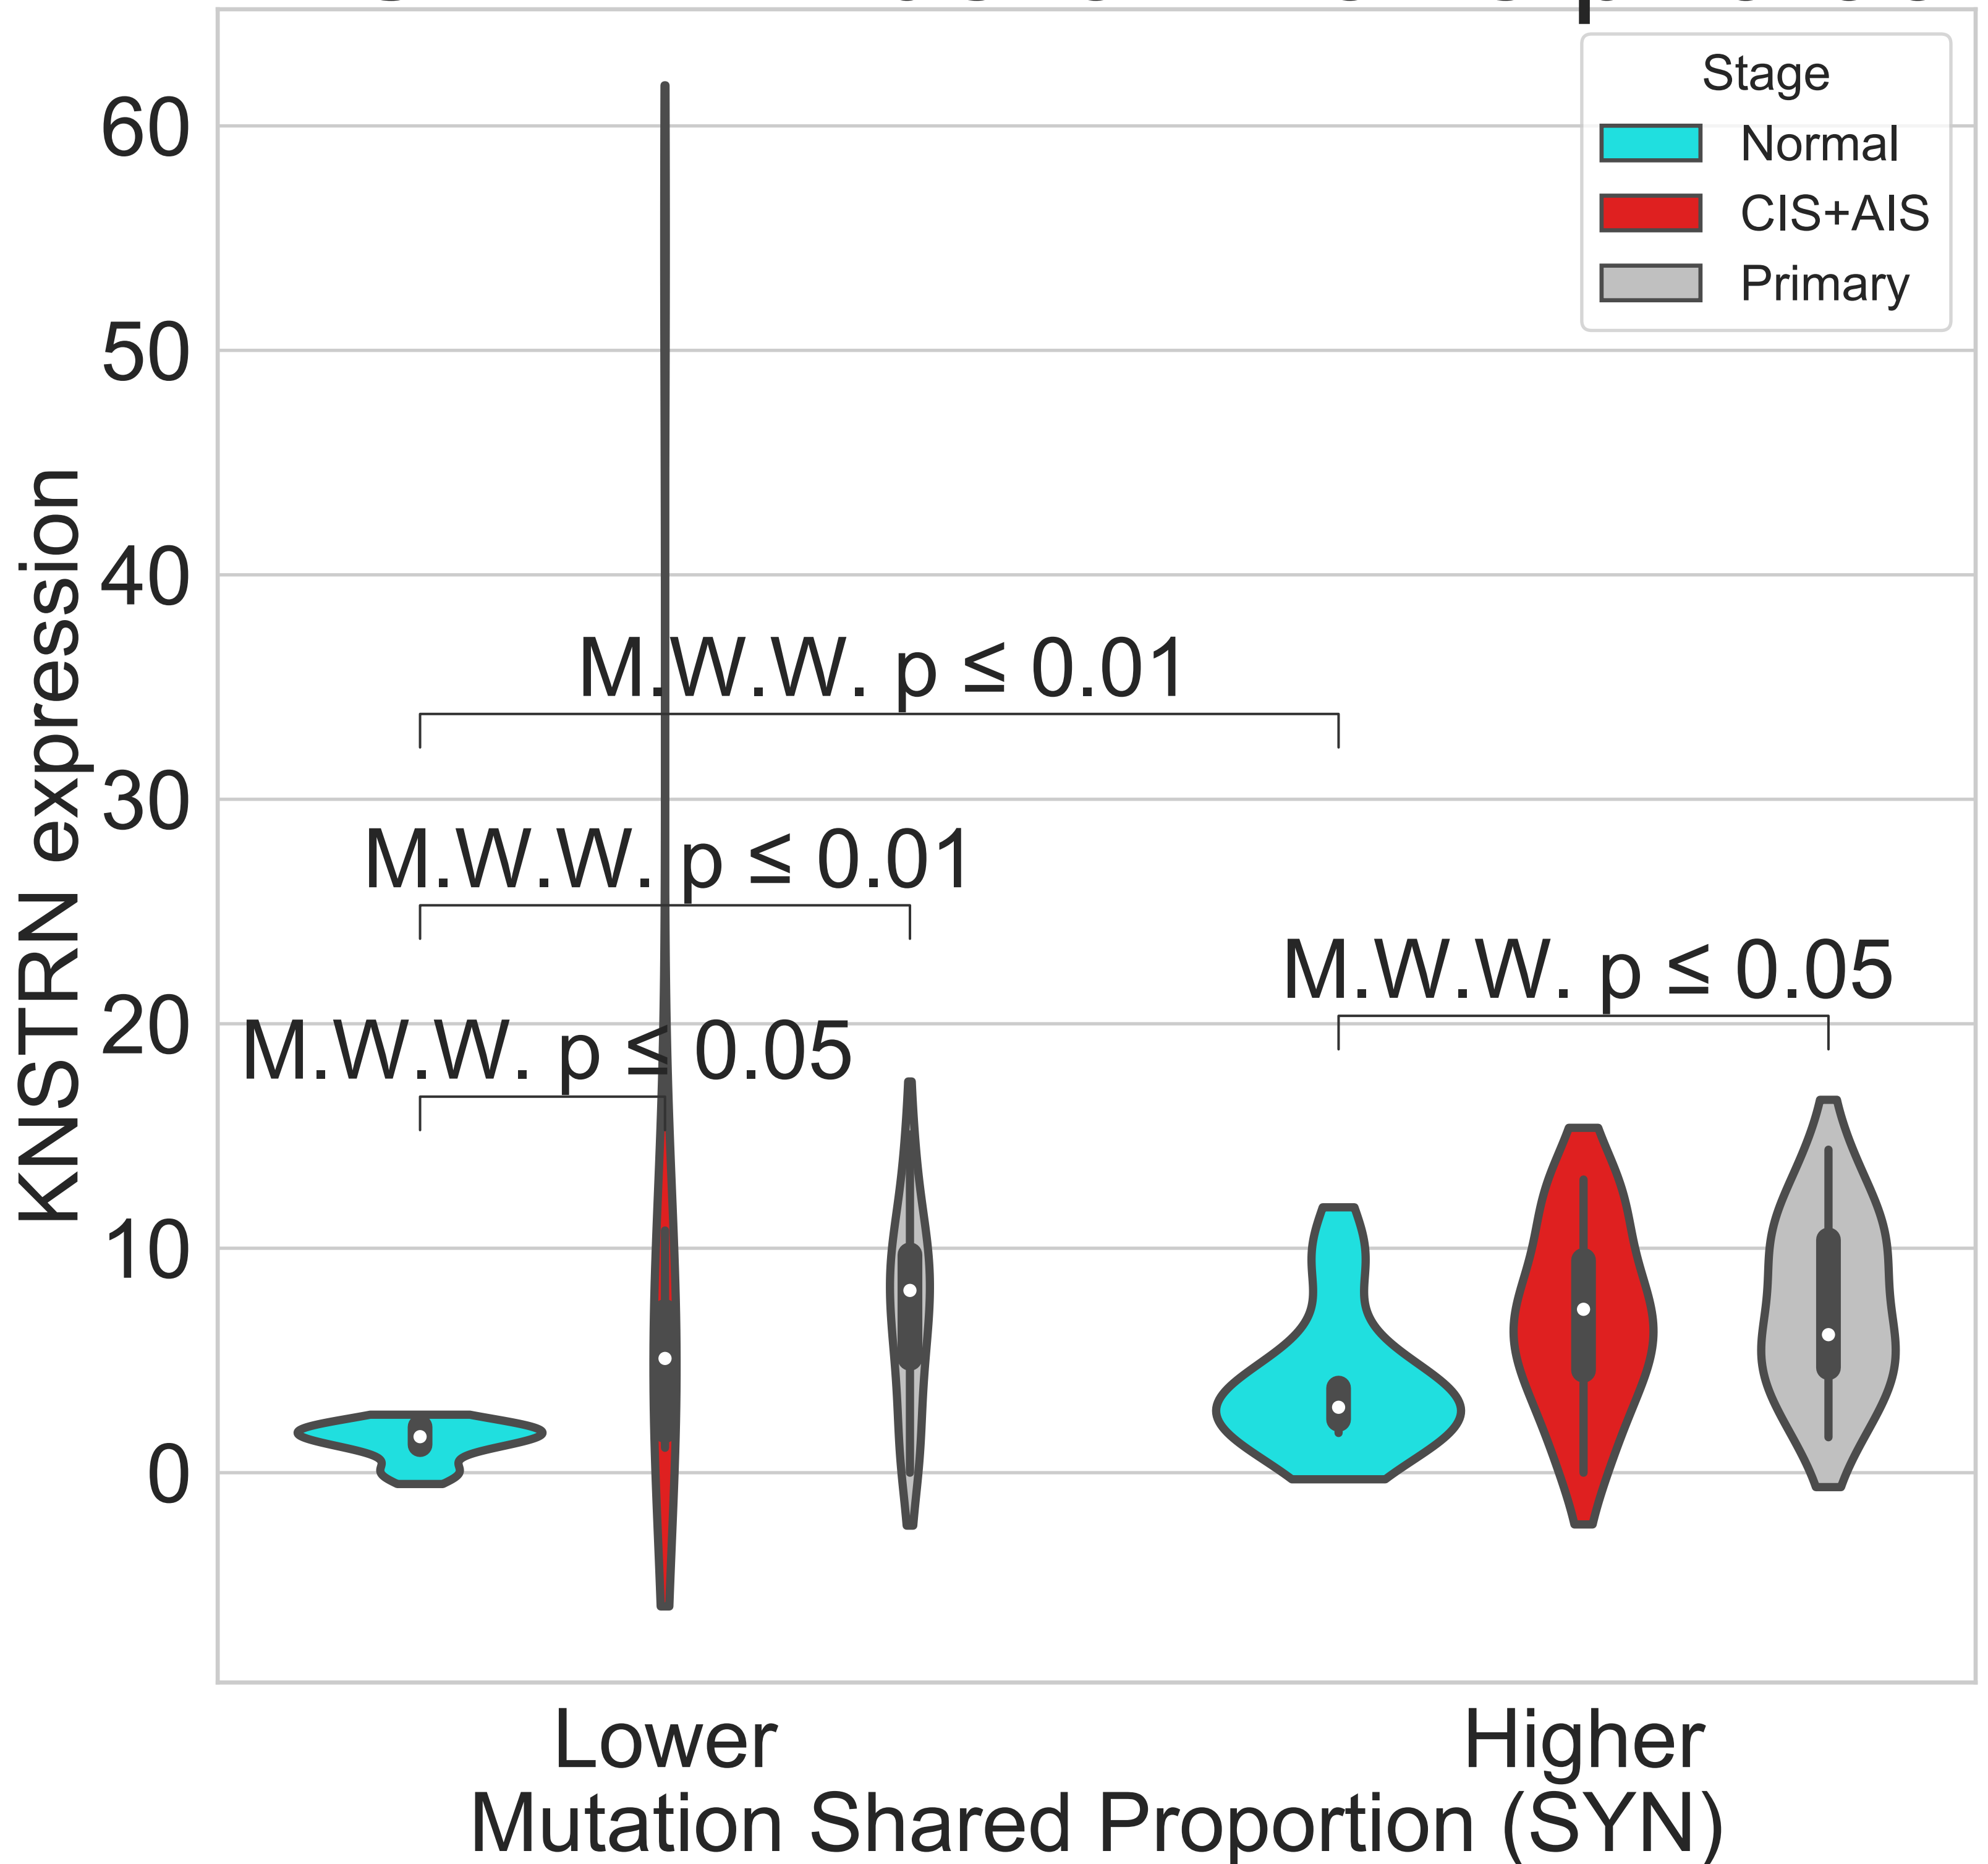 Stage
Normal
CIS+AIS
Primary
60
50
40
30
20
10
0
KNSTRN expression
M.W.W. p ≤ 0.01
M.W.W. p ≤ 0.01
M.W.W. p ≤ 0.05
M.W.W. p ≤ 0.05
Lower
Higher
Mutation Shared Proportion (SYN)